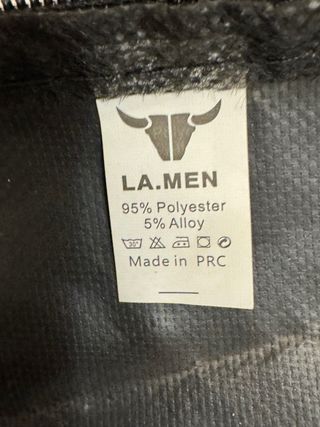 LA.MEN
95% Polyester
5% Alloy
30°
Made in PRC